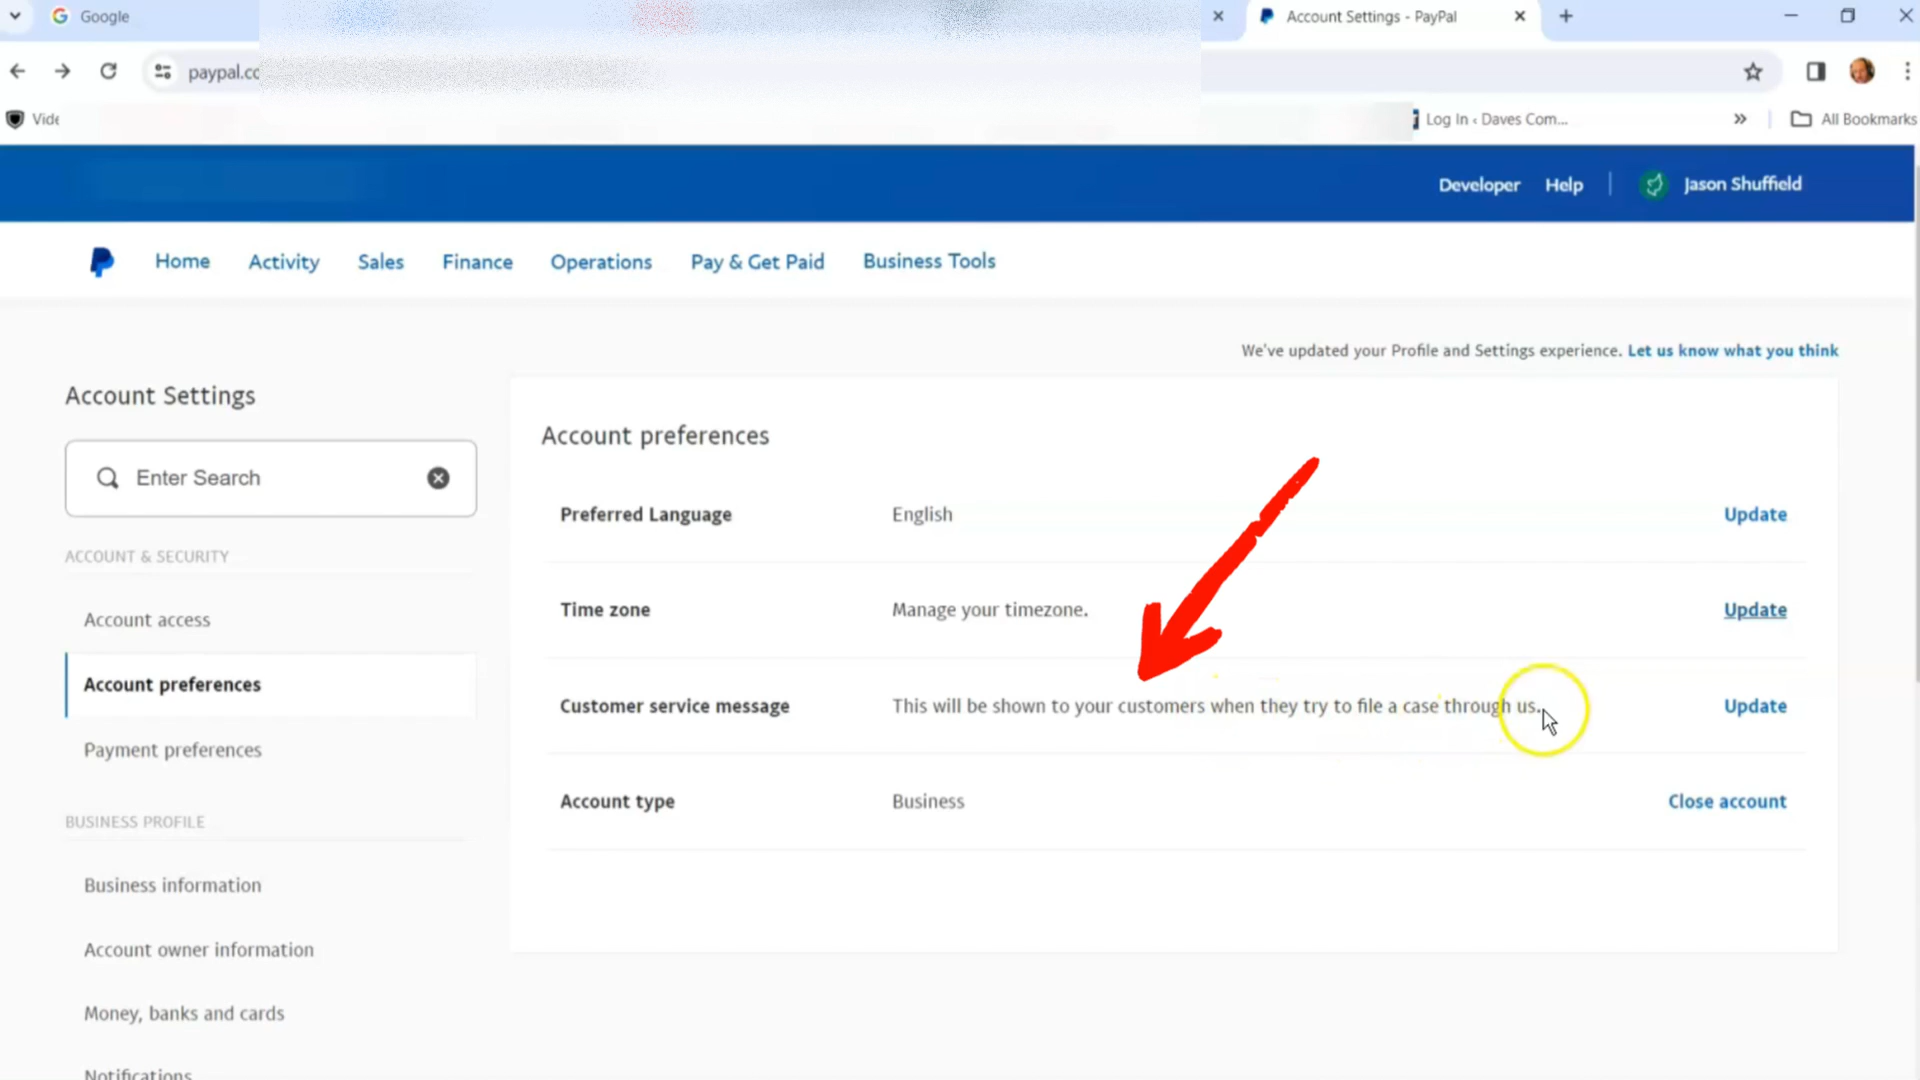 Google
Account Settings - PayPal
paypal.co
Vide
Log In ‹ Daves Com...
All Bookmarks
Developer
Help
Jason Shuffield
Home
Activity
Sales
Finance
Operations
Pay & Get Paid
Business Tools
We've updated your Profile and Settings experience. Let us know what you think
Account Settings
Enter Search
ACCOUNT & SECURITY
Account access
Account preferences
Payment preferences
BUSINESS PROFILE
Business information
Account owner information
Money, banks and cards
Notifications
Account preferences
Preferred Language
English
Update
Time zone
Manage your timezone.
Update
Customer service message
This will be shown to your customers when they try to file a case through us.
Update
Account type
Business
Close account